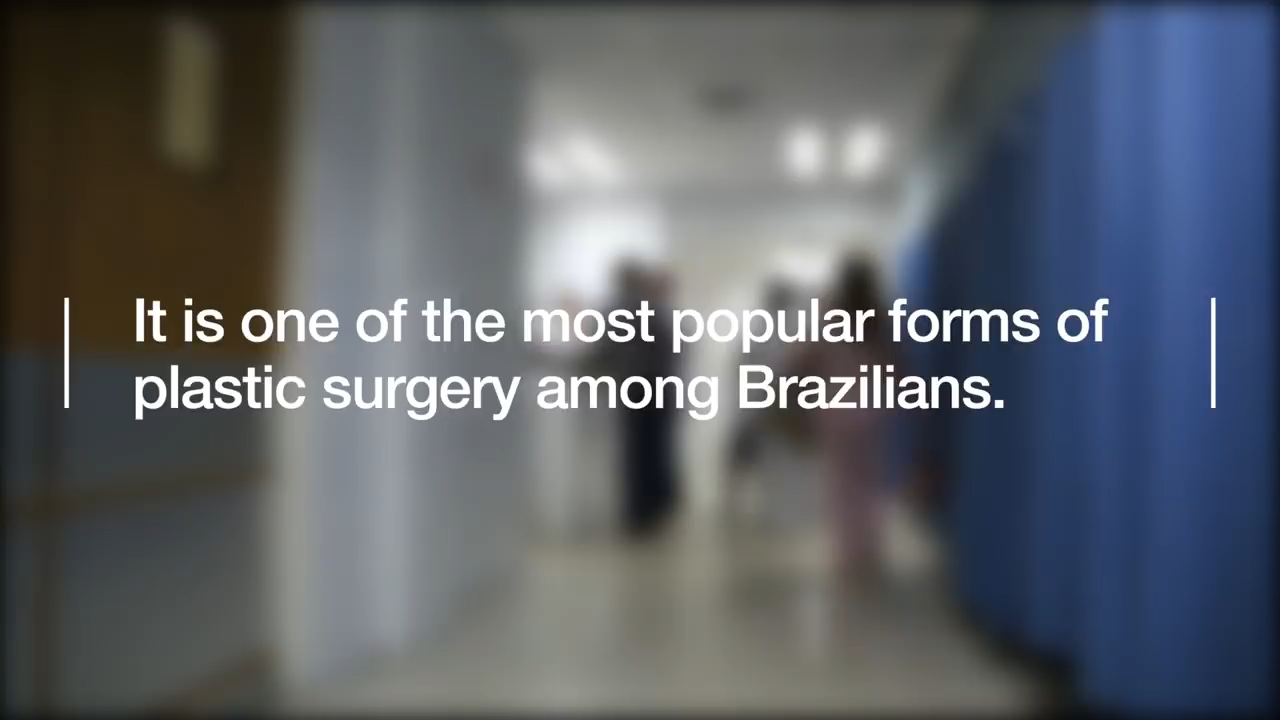 It is one of the most popular forms of
plastic surgery among Brazilians.